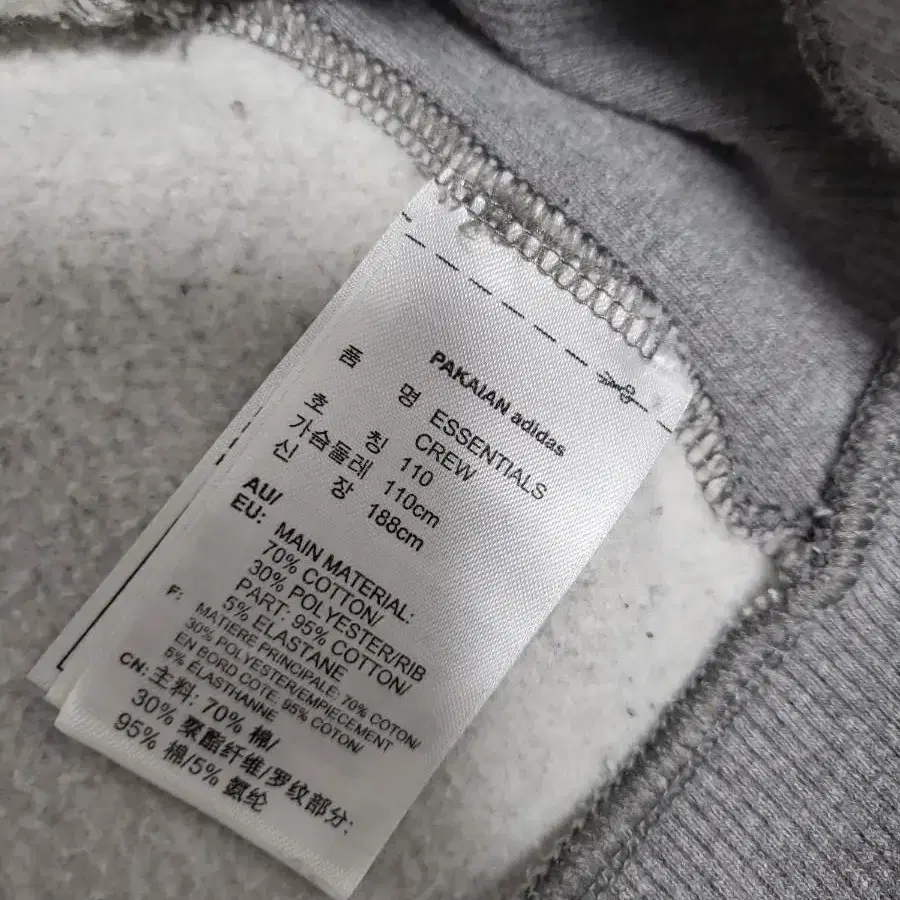 PAKAIAN adidas
품 명 ESSENTIALS
CREW
호 칭 110
가슴둘레 110cm
신 장 188cm
AU/
EU: MAIN MATERIAL:
70% COTTON/
30% POLYESTER/RIB
PART: 95% COTTON/
5% ELASTANE
F: MATIERE PRINCIPALE: 70% COTON/
30% POLYESTER/EMPIECEMENT
EN BORD COTE, 95% COTON/
5% ELASTHANNE
CN: 主料: 70% 棉/
30% 聚酯纤维/罗纹部分:
95% 棉/5% 氨纶